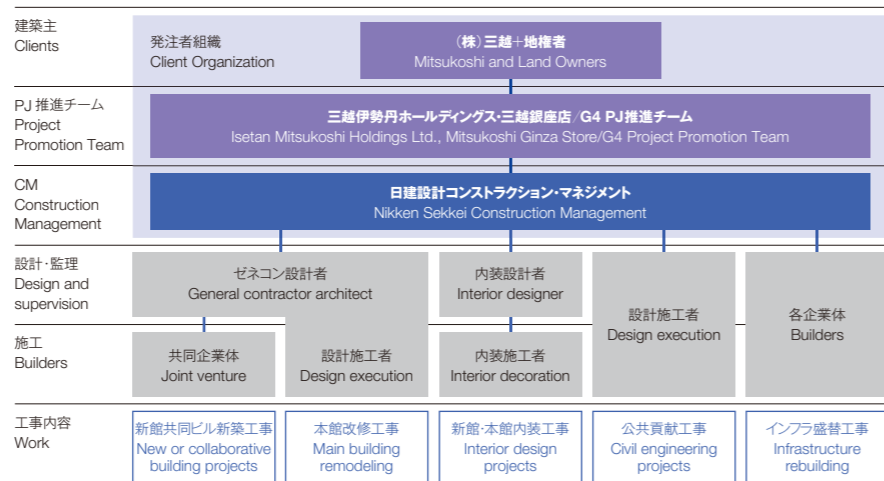 建築主
Clients
発注者組織
Client Organization
(株)三越+地権者
Mitsukoshi and Land Owners
PJ 推進チーム
Project
Promotion Team
三越伊勢丹ホールディングス・三越銀座店/G4 PJ推進チーム
Isetan Mitsukoshi Holdings Ltd., Mitsukoshi Ginza Store/G4 Project Promotion Team
CM
Construction
Management
日建設計コンストラクション・マネジメント
Nikken Sekkei Construction Management
設計・監理
Design and
supervision
ゼネコン設計者
General contractor architect
内装設計者
Interior designer
設計施工者
Design execution
各企業体
Builders
施工
Builders
共同企業体
Joint venture
設計施工者
Design execution
内装施工者
Interior decoration
工事内容
Work
新館共同ビル新築工事
New or collaborative
building projects
本館改修工事
Main building
remodeling
新館・本館内装工事
Interior design
projects
公共貢献工事
Civil engineering
projects
インフラ盛替工事
Infrastructure
rebuilding